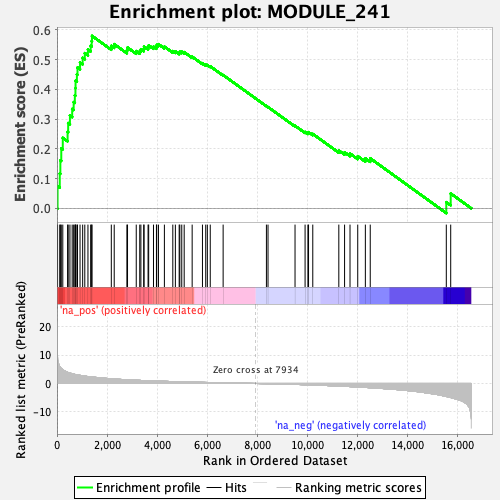 Enrichment plot: MODULE_241
Enrichment score (ES)
0.6
0.5
0.4
0.3
0.2
0.1
0.0
'na_pos' (positively correlated)
Ranked list metric (PreRanked)
20
10
0
-10
Zero cross at 7934
'na_neg' (negatively correlated)
0
2,000
4,000
6,000
8,000
10,000
12,000
14,000
16,000
Rank in Ordered Dataset
Enrichment profile
Hits
Ranking metric scores